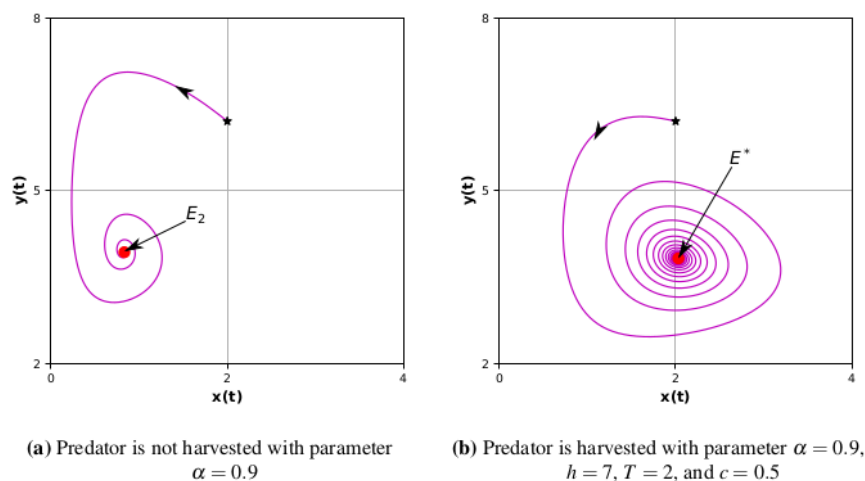 8
5
2
y(t)
E₂
0
2
4
x(t)
(a) Predator is not harvested with parameter
α = 0.9
8
5
2
y(t)
E*
0
2
4
x(t)
(b) Predator is harvested with parameter α = 0.9,
h = 7, T = 2, and c = 0.5